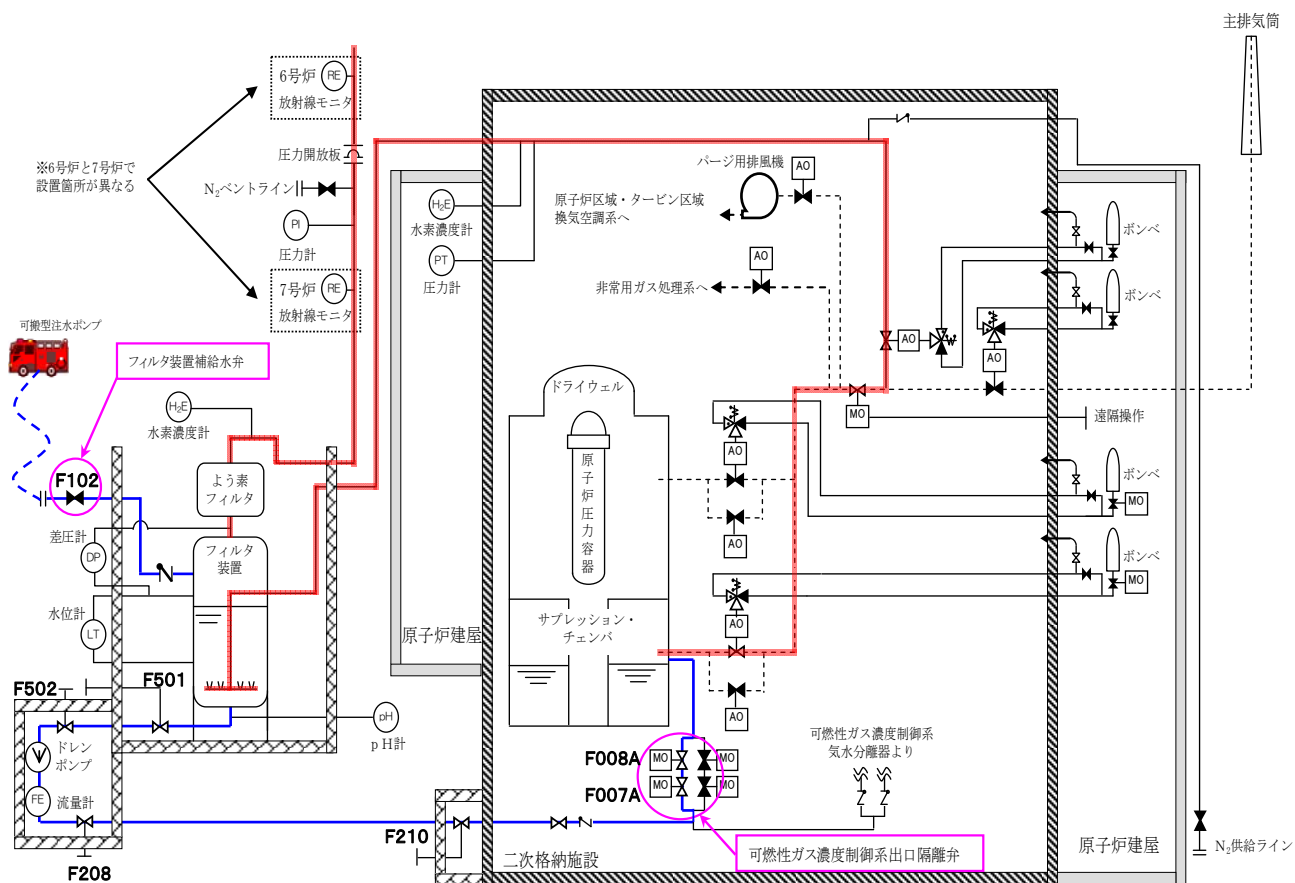 主排気筒
6号炉
RE
放射線モニタ
圧力開放板
※6号炉と7号炉で
設置箇所が異なる
N₂ベントライン
PI
圧力計
7号炉
RE
放射線モニタ
H₂E
水素濃度計
PT
圧力計
パージ用排風機
AO
原子炉区域・タービン区域
換気空調系へ
AO
非常用ガス処理系へ
ボンベ
ボンベ
AO
AO
MO
遠隔操作
可搬型注水ポンプ
フィルタ装置補給水弁
H₂E
水素濃度計
F102
よう素
フィルタ
差圧計
DP
フィルタ
装置
水位計
LT
F502
F501
ドレン
ポンプ
pH
pH計
FE
流量計
F208
原子炉建屋
ドライウェル
原子炉圧力容器
サプレッション・
チェンバ
AO
AO
AO
AO
ボンベ
MO
ボンベ
MO
F008A
MO
MO
F007A
MO
MO
可燃性ガス濃度制御系
気水分離器より
F210
二次格納施設
可燃性ガス濃度制御系出口隔離弁
原子炉建屋
N₂供給ライン